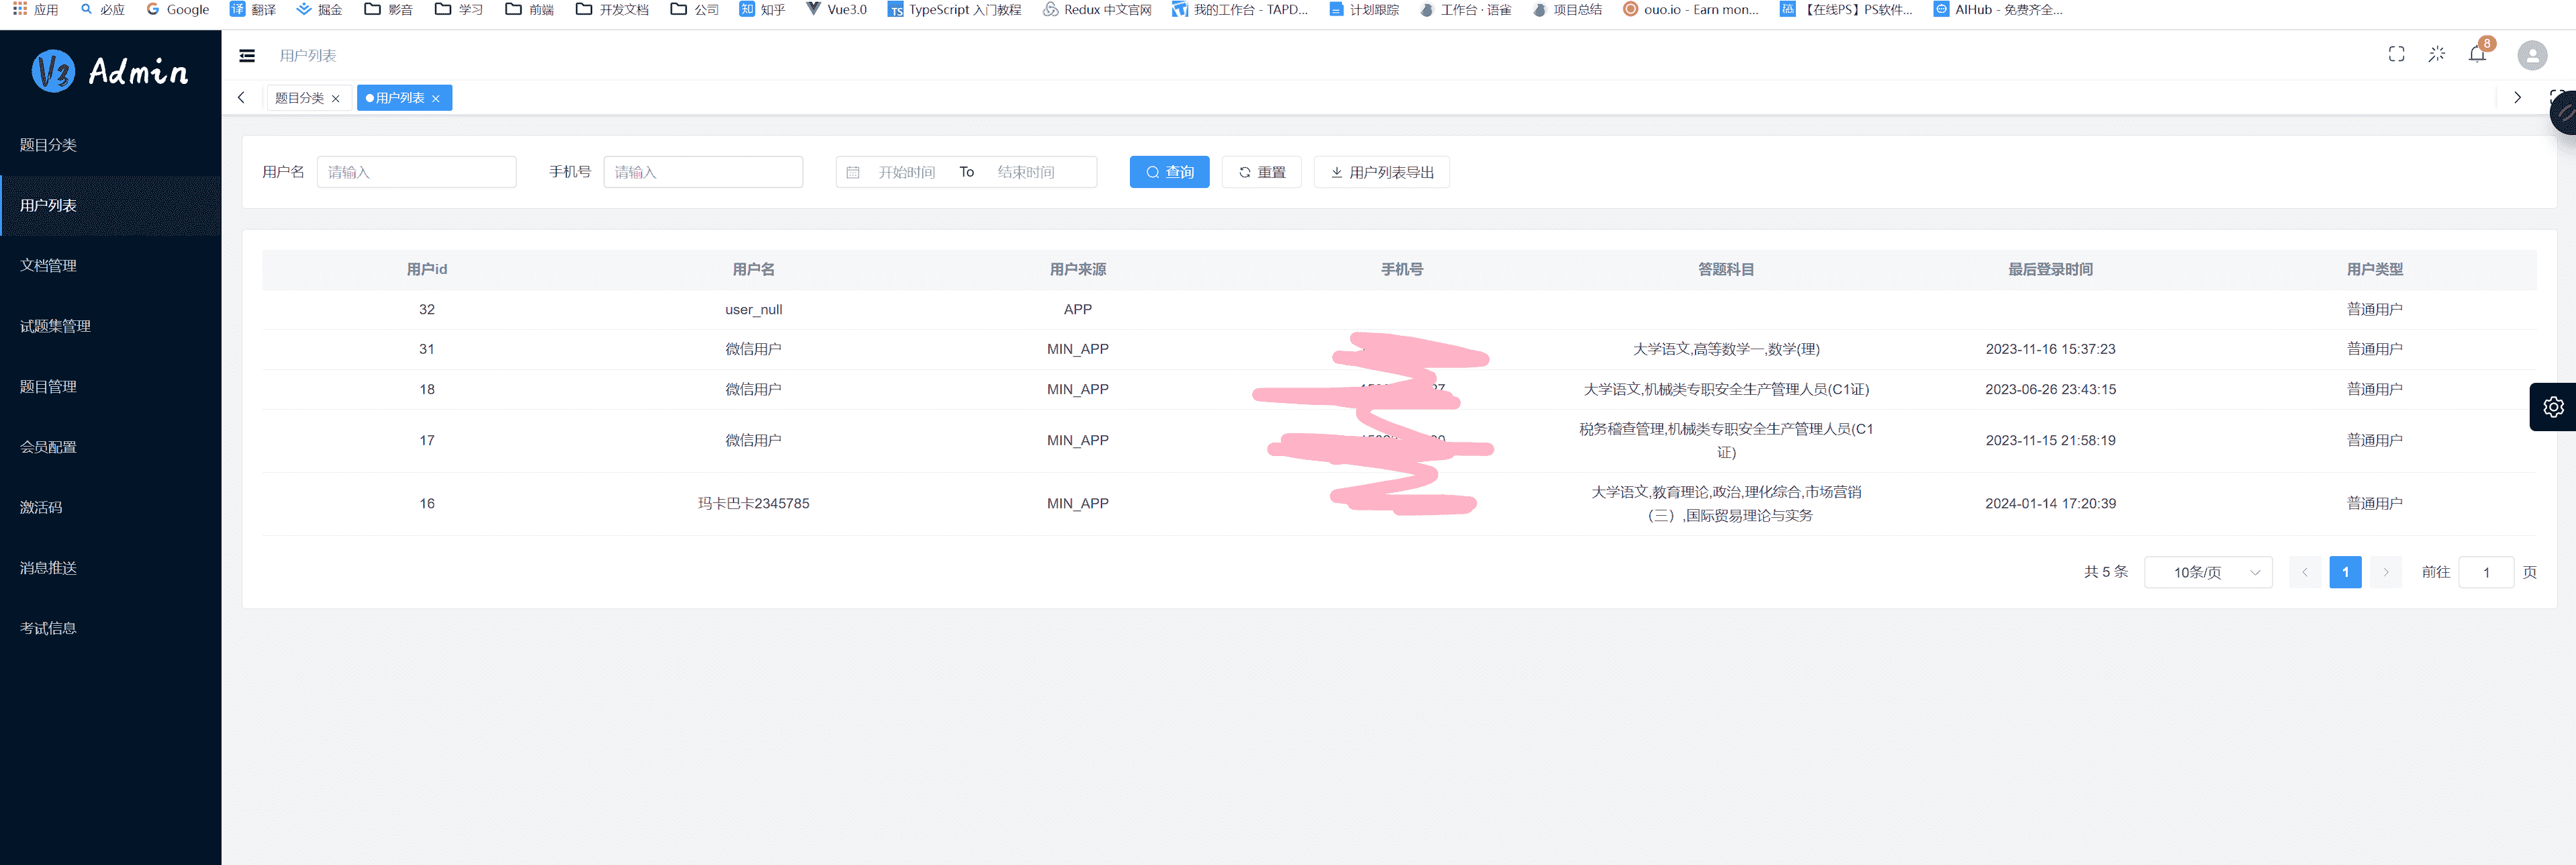 应用 必应 Google 翻译 掘金 影音 学习 前端 开发文档 公司 知乎 Vue3.0 TypeScript 入门教程 Redux 中文官网 我的工作台 - TAPD... 计划跟踪 工作台 · 语雀 项目总结 ouo.io - Earn mon... 【在线PS】PS软件... AIHub - 免费齐全...
V3 Admin
题目分类
用户列表
文档管理
试题集管理
题目管理
会员配置
激活码
消息推送
考试信息
用户列表
8
题目分类
用户列表
用户名 请输入 手机号 请输入 开始时间 To 结束时间 查询 重置 用户列表导出
用户id 用户名 用户来源 手机号 答题科目 最后登录时间 用户类型
32 user_null APP 普通用户
31 微信用户 MIN_APP 大学语文,高等数学一,数学(理) 2023-11-16 15:37:23 普通用户
18 微信用户 MIN_APP 大学语文,机械类专职安全生产管理人员(C1证) 2023-06-26 23:43:15 普通用户
17 微信用户 MIN_APP 税务稽查管理,机械类专职安全生产管理人员(C1
证) 2023-11-15 21:58:19 普通用户
16 玛卡巴卡2345785 MIN_APP 大学语文,教育理论,政治,理化综合,市场营销
（三）,国际贸易理论与实务 2024-01-14 17:20:39 普通用户
共 5 条 10条/页 1 前往 1 页